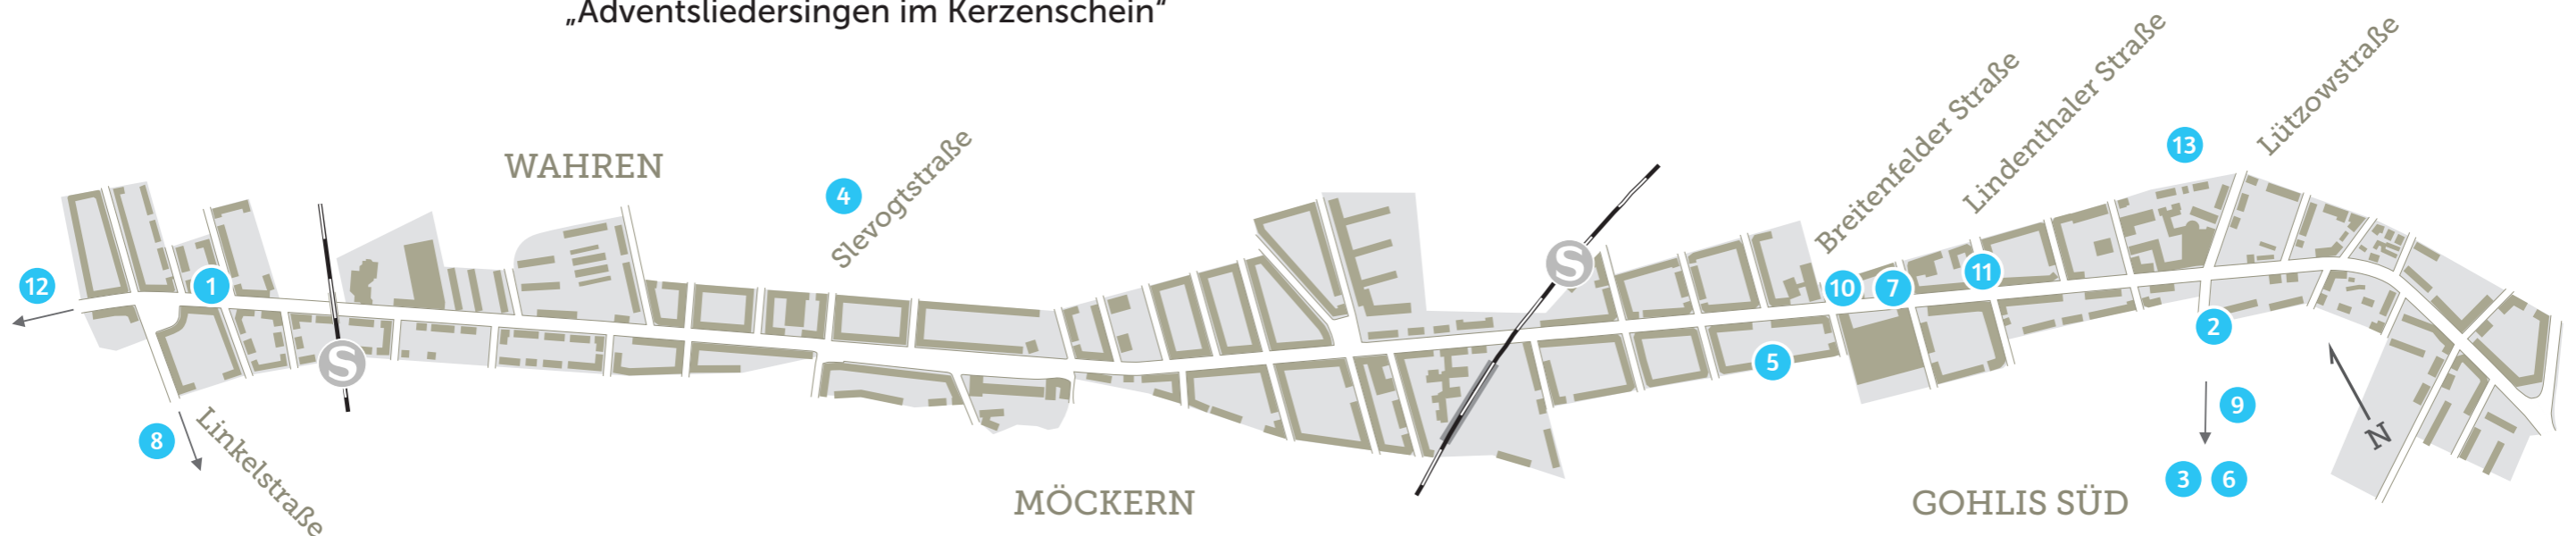 „Adventsliedersingen im Kerzenschein“
WAHREN
Slevogtstraße
Breitenfelder Straße
Lindenthaler Straße
Lützowstraße
13
4
12
1
S
S
10
7
11
2
5
8
Linkelstraße
9
N
3
6
MÖCKERN
GOHLIS SÜD